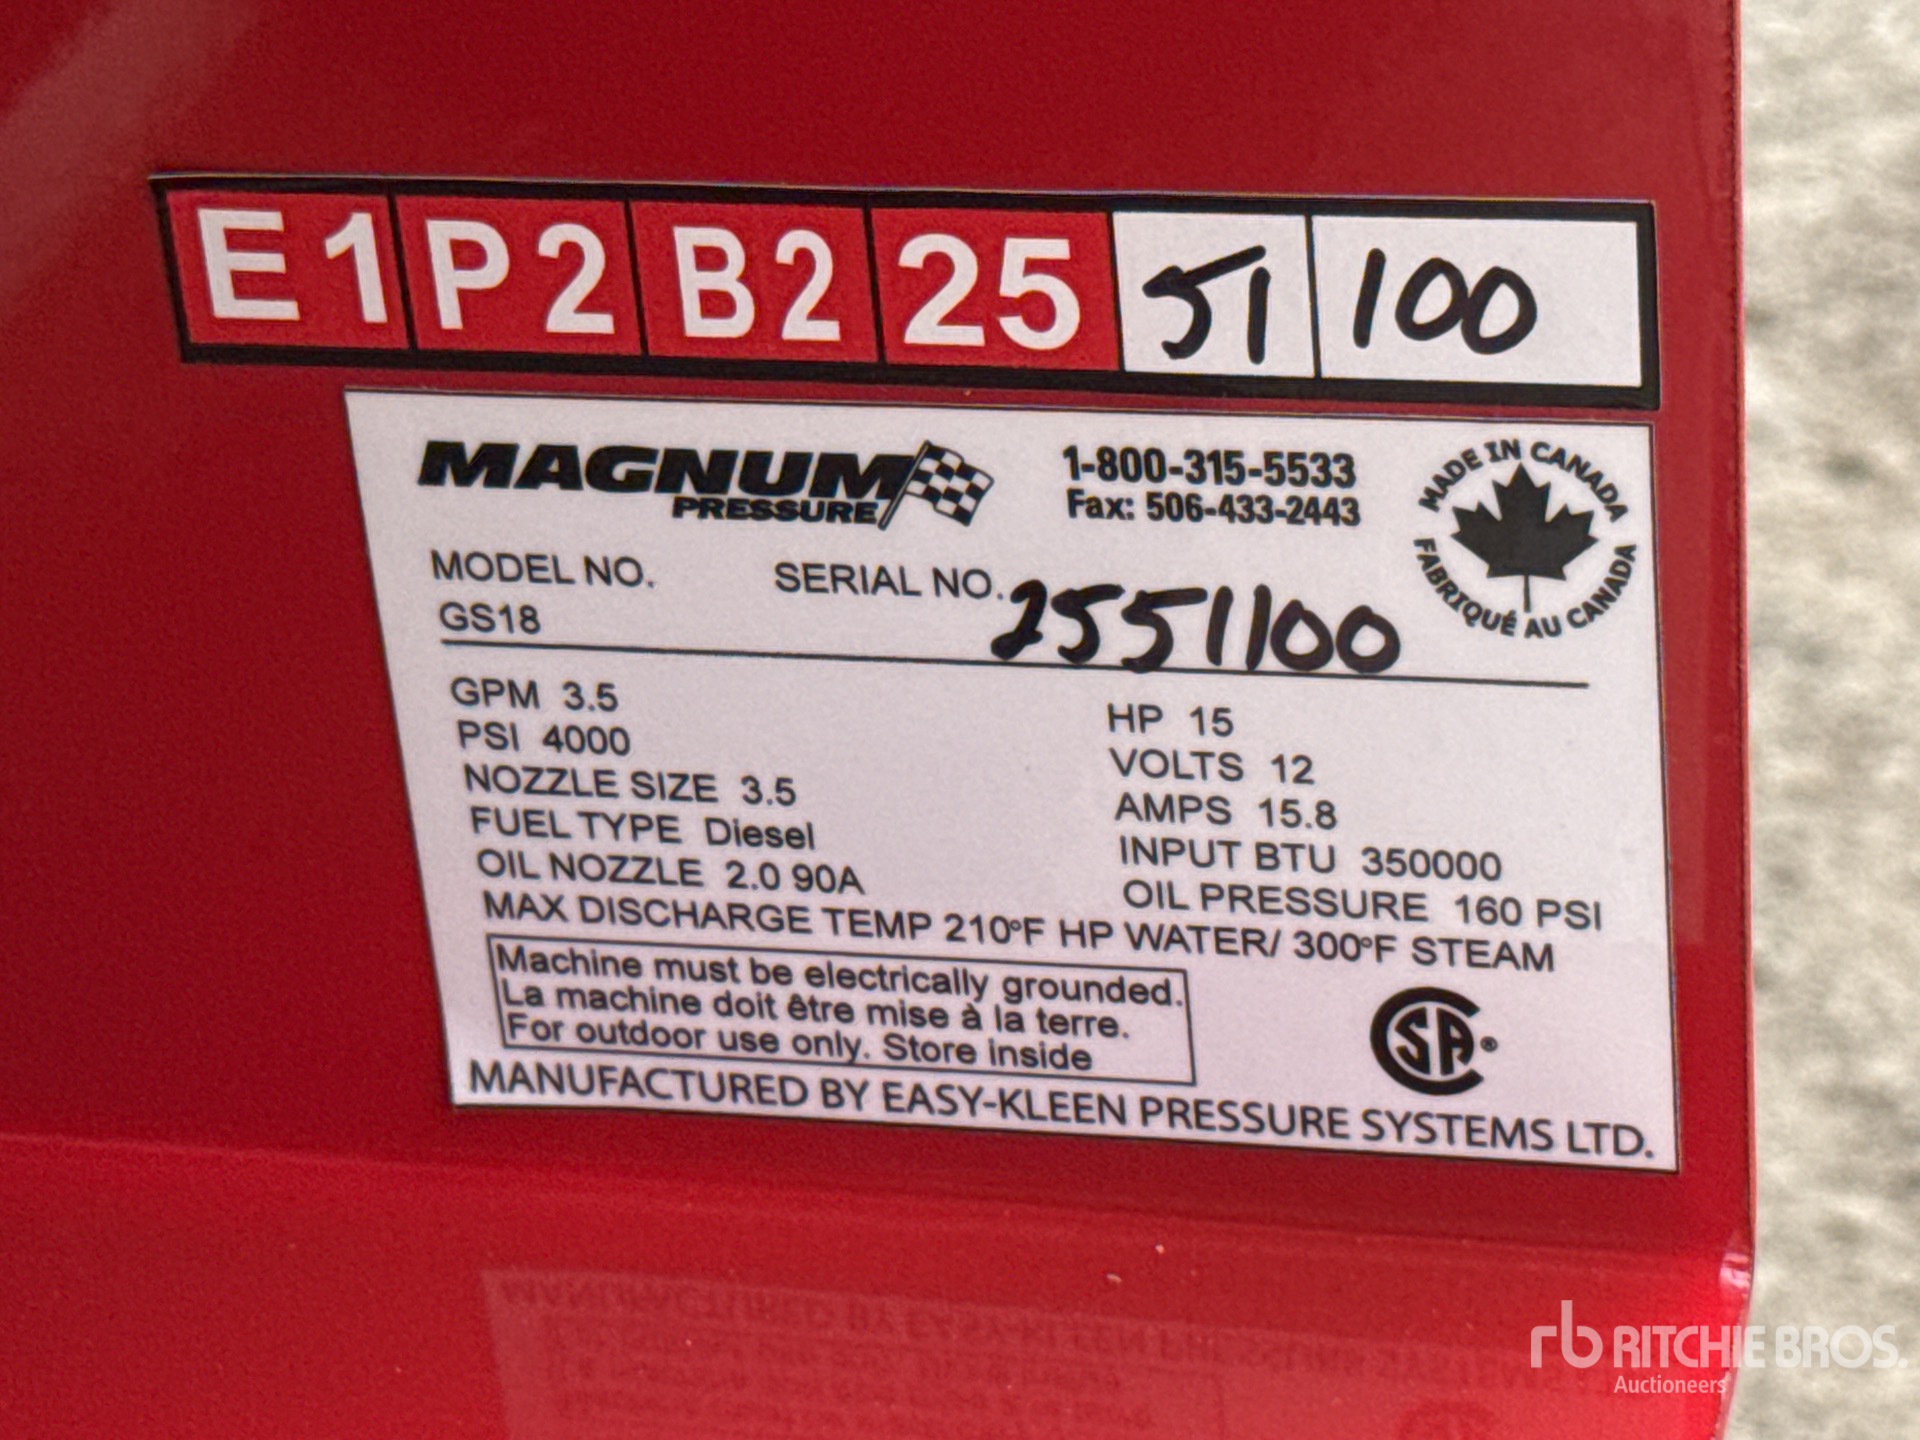 E1 P2 B2 25 51 100
MAGNUM
PRESSURE
1-800-315-5533
Fax: 506-433-2443
MADE IN CANADA
FABRIQUÉ AU CANADA
MODEL NO.
GS18
SERIAL NO. 2551100
GPM 3.5
PSI 4000
NOZZLE SIZE 3.5
FUEL TYPE Diesel
OIL NOZZLE 2.0 90A
HP 15
VOLTS 12
AMPS 15.8
INPUT BTU 350000
OIL PRESSURE 160 PSI
MAX DISCHARGE TEMP 210°F HP WATER/ 300°F STEAM
Machine must be electrically grounded.
La machine doit être mise à la terre.
For outdoor use only. Store inside
CSA®
MANUFACTURED BY EASY-KLEEN PRESSURE SYSTEMS LTD.
rb RITCHIE BROS.
Auctioneers